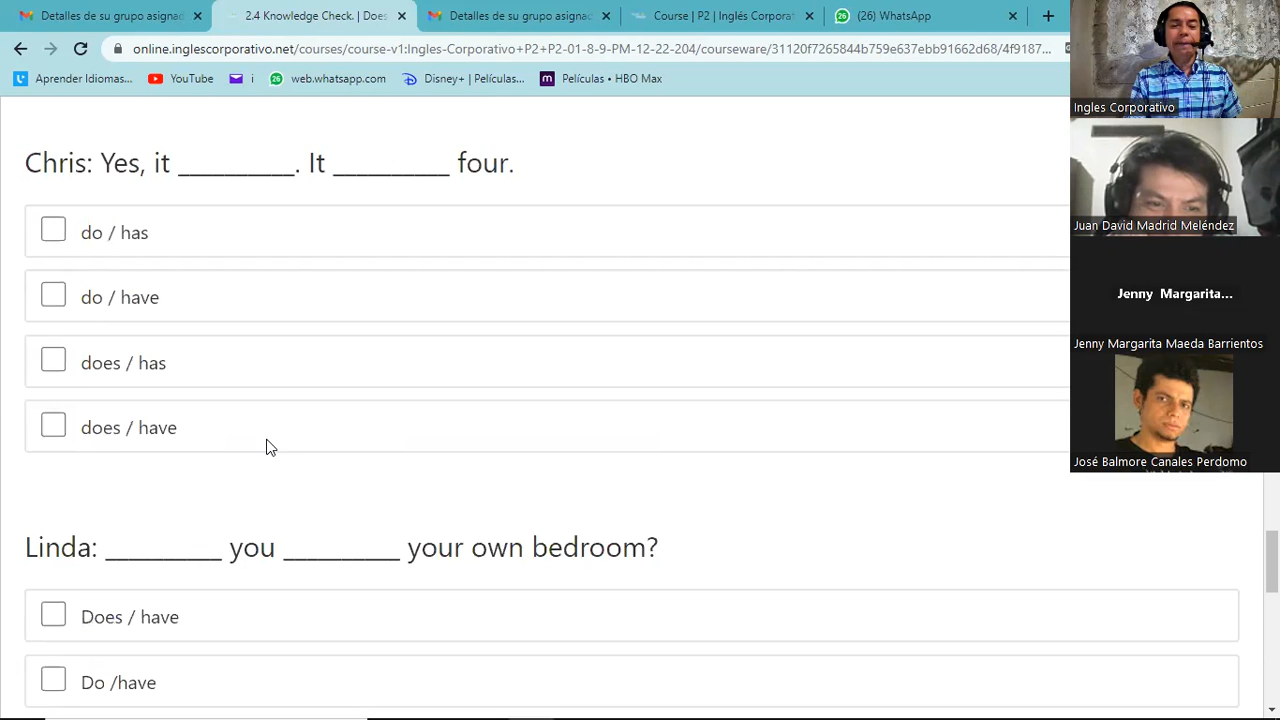 Detalles de su grupo asignad
2.4 Knowledge Check. | Does
Detalles de su grupo asignad
Course | P2 | Inglés Corporat
(26) WhatsApp
online.inglescorporativo.net/courses/course-v1:Ingles-Corporativo+P2+P2-01-8-9-PM-12-22-204/courseware/31120f7265844b759e637ebb91662d68/4f9187...
Aprender Idiomas...
YouTube
i
web.whatsapp.com
Disney+ | Películas...
Películas • HBO Max
Chris: Yes, it __________. It __________ four.
do / has
do / have
does / has
does / have
Linda: __________ you __________ your own bedroom?
Does / have
Do /have
Ingles Corporativo
Juan David Madrid Meléndez
Jenny Margarita...
Jenny Margarita Maeda Barrientos
José Balmore Canales Perdomo